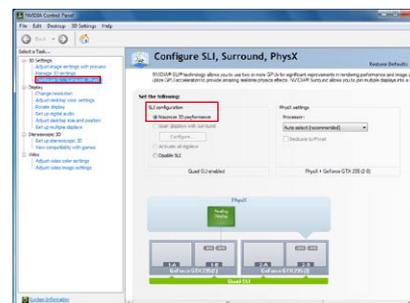 NVIDIA Control Panel
File Edit Desktop 3D Settings Help
Back
Select a Task...
3D Settings
Adjust image settings with preview
Manage 3D settings
Display
Change resolution
Adjust desktop color settings
Rotate display
Set up digital audio
Adjust desktop size and position
Set up multiple displays
Stereoscopic 3D
Set up stereoscopic 3D
View compatibility with games
Video
Adjust video color settings
Adjust video image settings
System Information
Configure SLI, Surround, PhysX
Restore Defaults
Set the following:
SLI configuration
Maximize 3D performance
Span displays with Surround
Configure...
Activate all displays
Disable SLI
Quad SLI enabled
PhysX settings
Processor:
Auto-select (recommended)
Dedicate to PhysX
PhysX > GeForce GTX 295 (2-B)
PhysX
Analog Display
1-A
1-B
2-A
2-B
GeForce GTX 295 (1)
GeForce GTX 295 (2)
Quad SLI